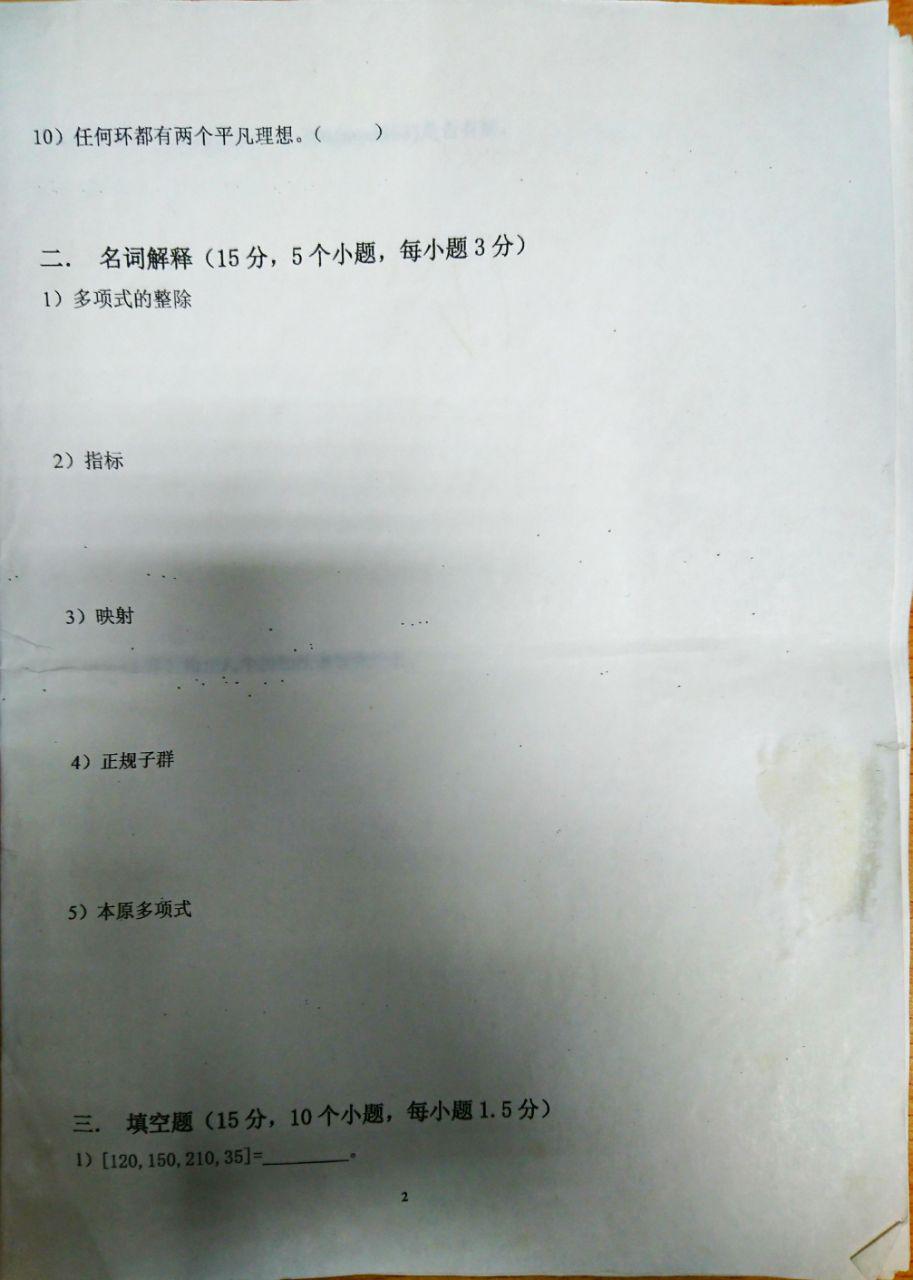 10）任何环都有两个平凡理想。（    ）
二． 名词解释（15 分，5 个小题，每小题 3 分）
1）多项式的整除
2）指标
3）映射
4）正规子群
5）本原多项式
三． 填空题（15 分，10 个小题，每小题 1.5 分）
1）[120,150,210,35]=________。
2